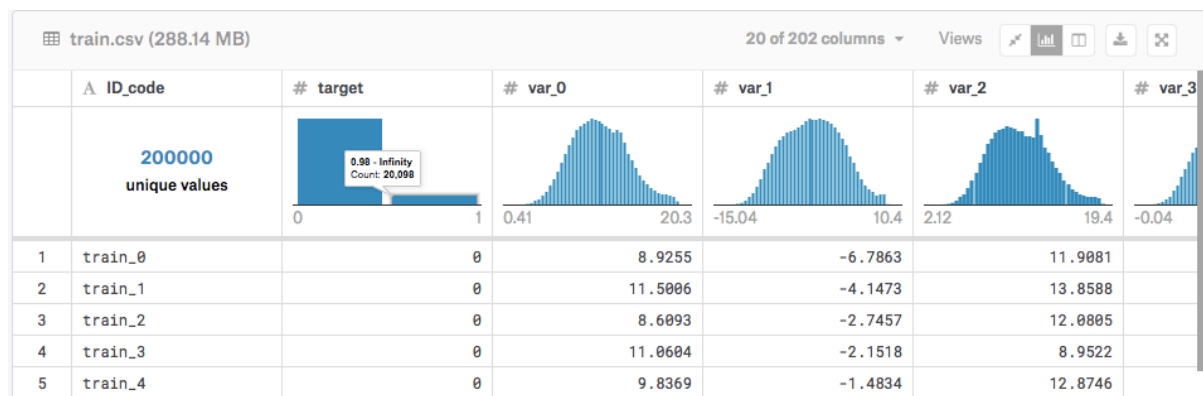 train.csv (288.14 MB) 20 of 202 columns Views
A ID_code # target # var_0 # var_1 # var_2 # var_3
200000
unique values
0.98 - Infinity
Count: 20,098
0 1 0.41 20.3 -15.04 10.4 2.12 19.4 -0.04
1 train_0 0 8.9255 -6.7863 11.9081
2 train_1 0 11.5006 -4.1473 13.8588
3 train_2 0 8.6093 -2.7457 12.0805
4 train_3 0 11.0604 -2.1518 8.9522
5 train_4 0 9.8369 -1.4834 12.8746